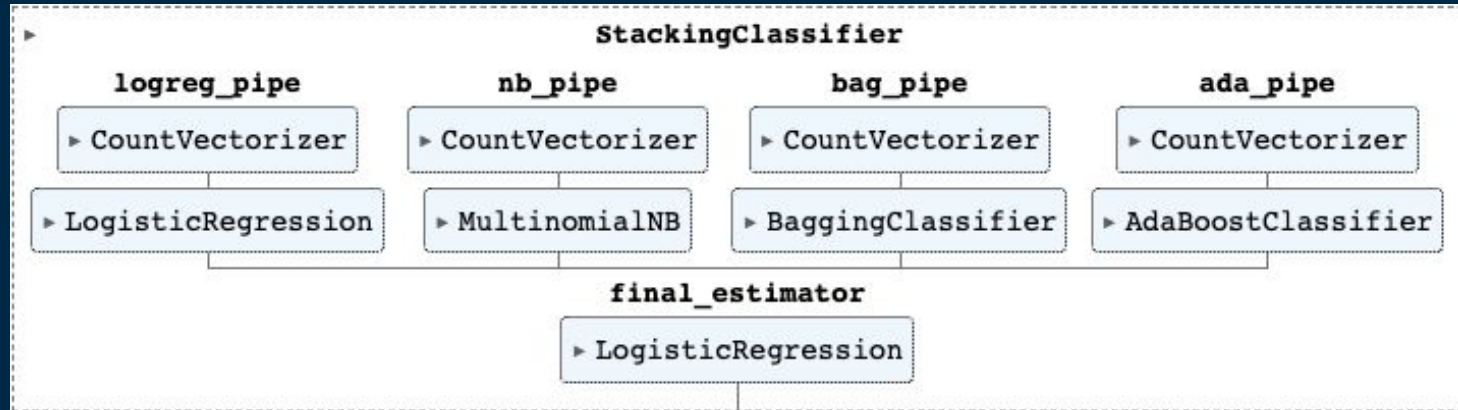 StackingClassifier
logreg_pipe nb_pipe bag_pipe ada_pipe
CountVectorizer CountVectorizer CountVectorizer CountVectorizer
LogisticRegression MultinomialNB BaggingClassifier AdaBoostClassifier
final_estimator
LogisticRegression